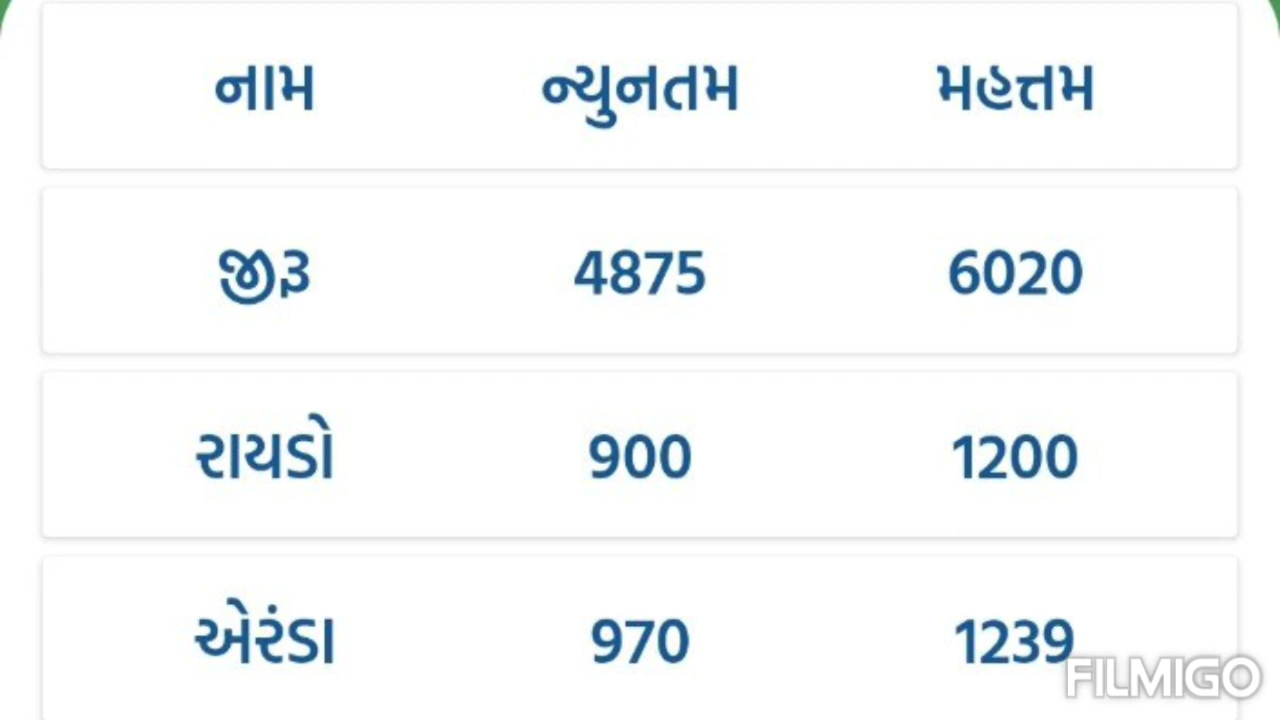 નામ ન્યુનતમ મહત્તમ
જીરૂ 4875 6020
રાયડો 900 1200
એરંડા 970 1239
FILMIGO